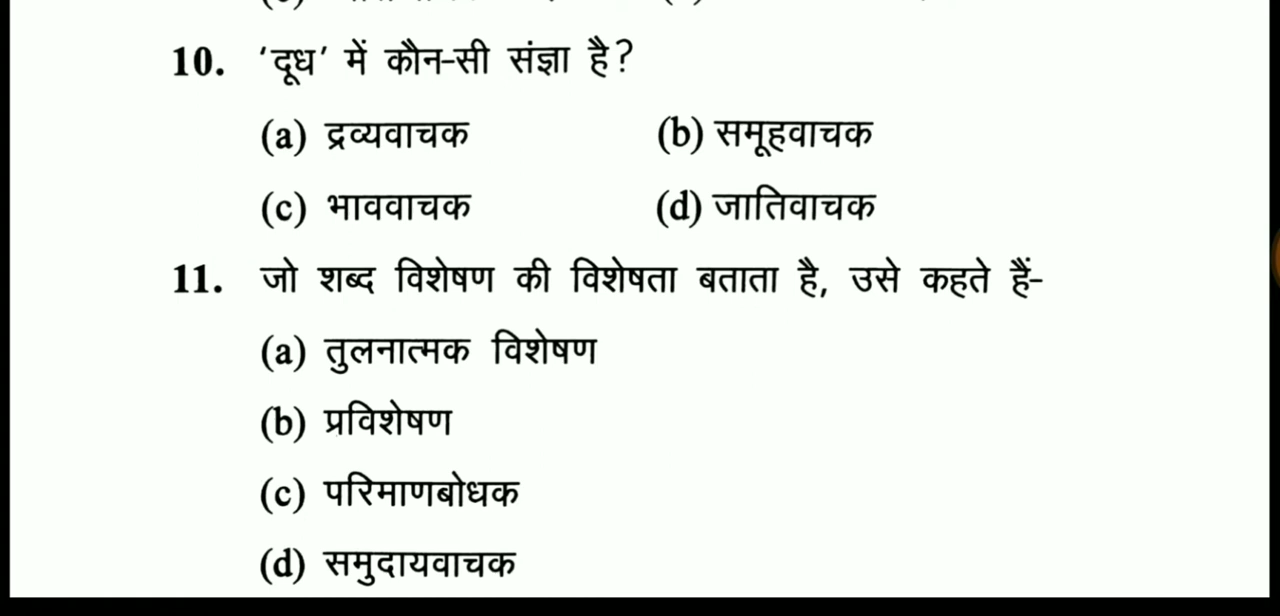 10. ‘दूध’ में कौन-सी संज्ञा है?
(a) द्रव्यवाचक (b) समूहवाचक
(c) भाववाचक (d) जातिवाचक
11. जो शब्द विशेषण की विशेषता बताता है, उसे कहते हैं-
(a) तुलनात्मक विशेषण
(b) प्रविशेषण
(c) परिमाणबोधक
(d) समुदायवाचक